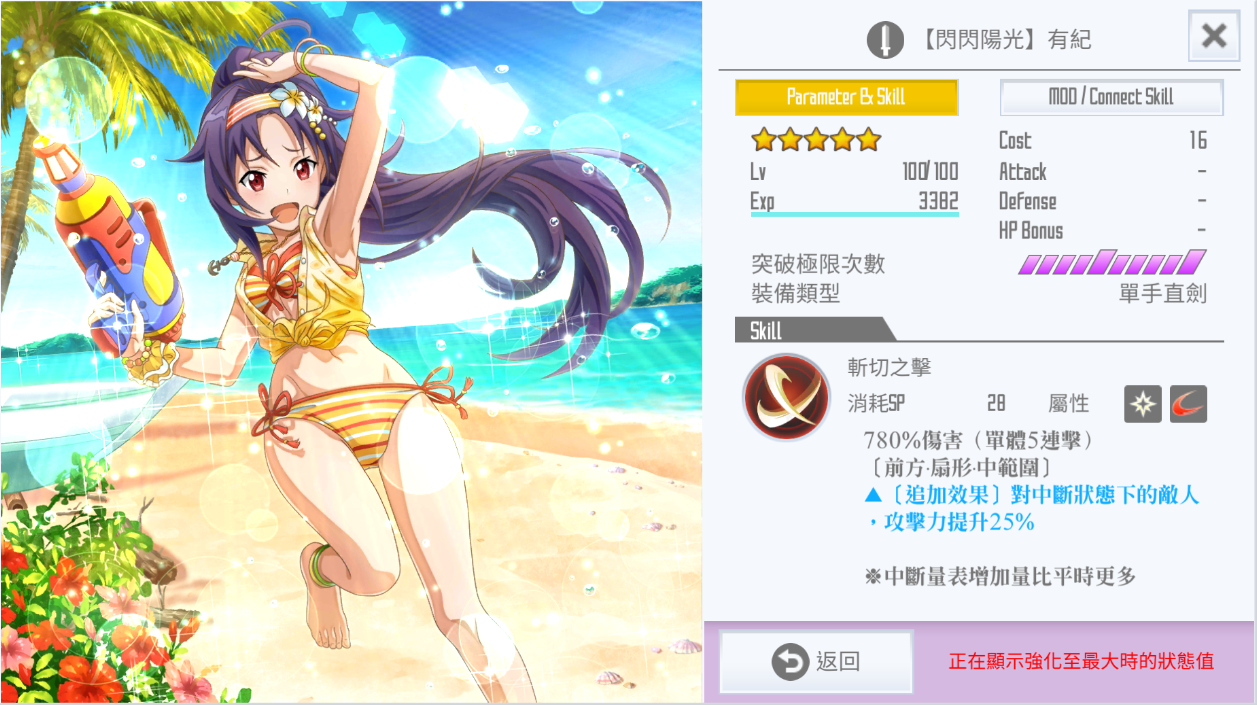 【閃閃陽光】有紀
Parameter & Skill
MOD / Connect Skill
Lv 100/100
Exp 3382
Cost 16
Attack -
Defense -
HP Bonus -
突破極限次數
裝備類型 單手直劍
Skill
斬切之擊
消耗SP 28 屬性
780%傷害（單體5連擊）
〔前方·扇形·中範圍〕
▲〔追加效果〕對中斷狀態下的敵人
，攻擊力提升25%
※中斷量表增加量比平時更多
返回
正在顯示強化至最大時的狀態值